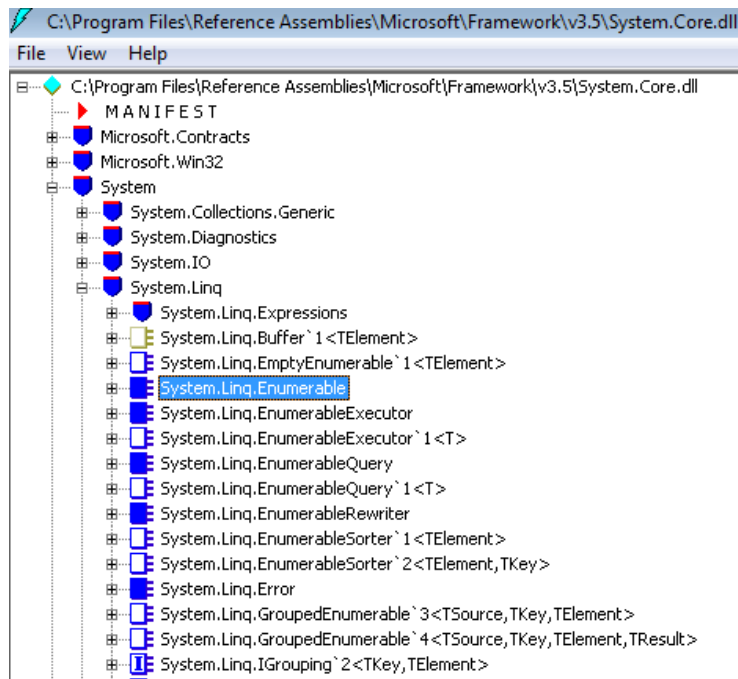 C:\Program Files\Reference Assemblies\Microsoft\Framework\v3.5\System.Core.dll
File View Help
C:\Program Files\Reference Assemblies\Microsoft\Framework\v3.5\System.Core.dll
M A N I F E S T
Microsoft.Contracts
Microsoft.Win32
System
System.Collections.Generic
System.Diagnostics
System.IO
System.Linq
System.Linq.Expressions
System.Linq.Buffer`1<TElement>
System.Linq.EmptyEnumerable`1<TElement>
System.Linq.Enumerable
System.Linq.EnumerableExecutor
System.Linq.EnumerableExecutor`1<T>
System.Linq.EnumerableQuery
System.Linq.EnumerableQuery`1<T>
System.Linq.EnumerableRewriter
System.Linq.EnumerableSorter`1<TElement>
System.Linq.EnumerableSorter`2<TElement,TKey>
System.Linq.Error
System.Linq.GroupedEnumerable`3<TSource,TKey,TElement>
System.Linq.GroupedEnumerable`4<TSource,TKey,TElement,TResult>
System.Linq.IGrouping`2<TKey,TElement>